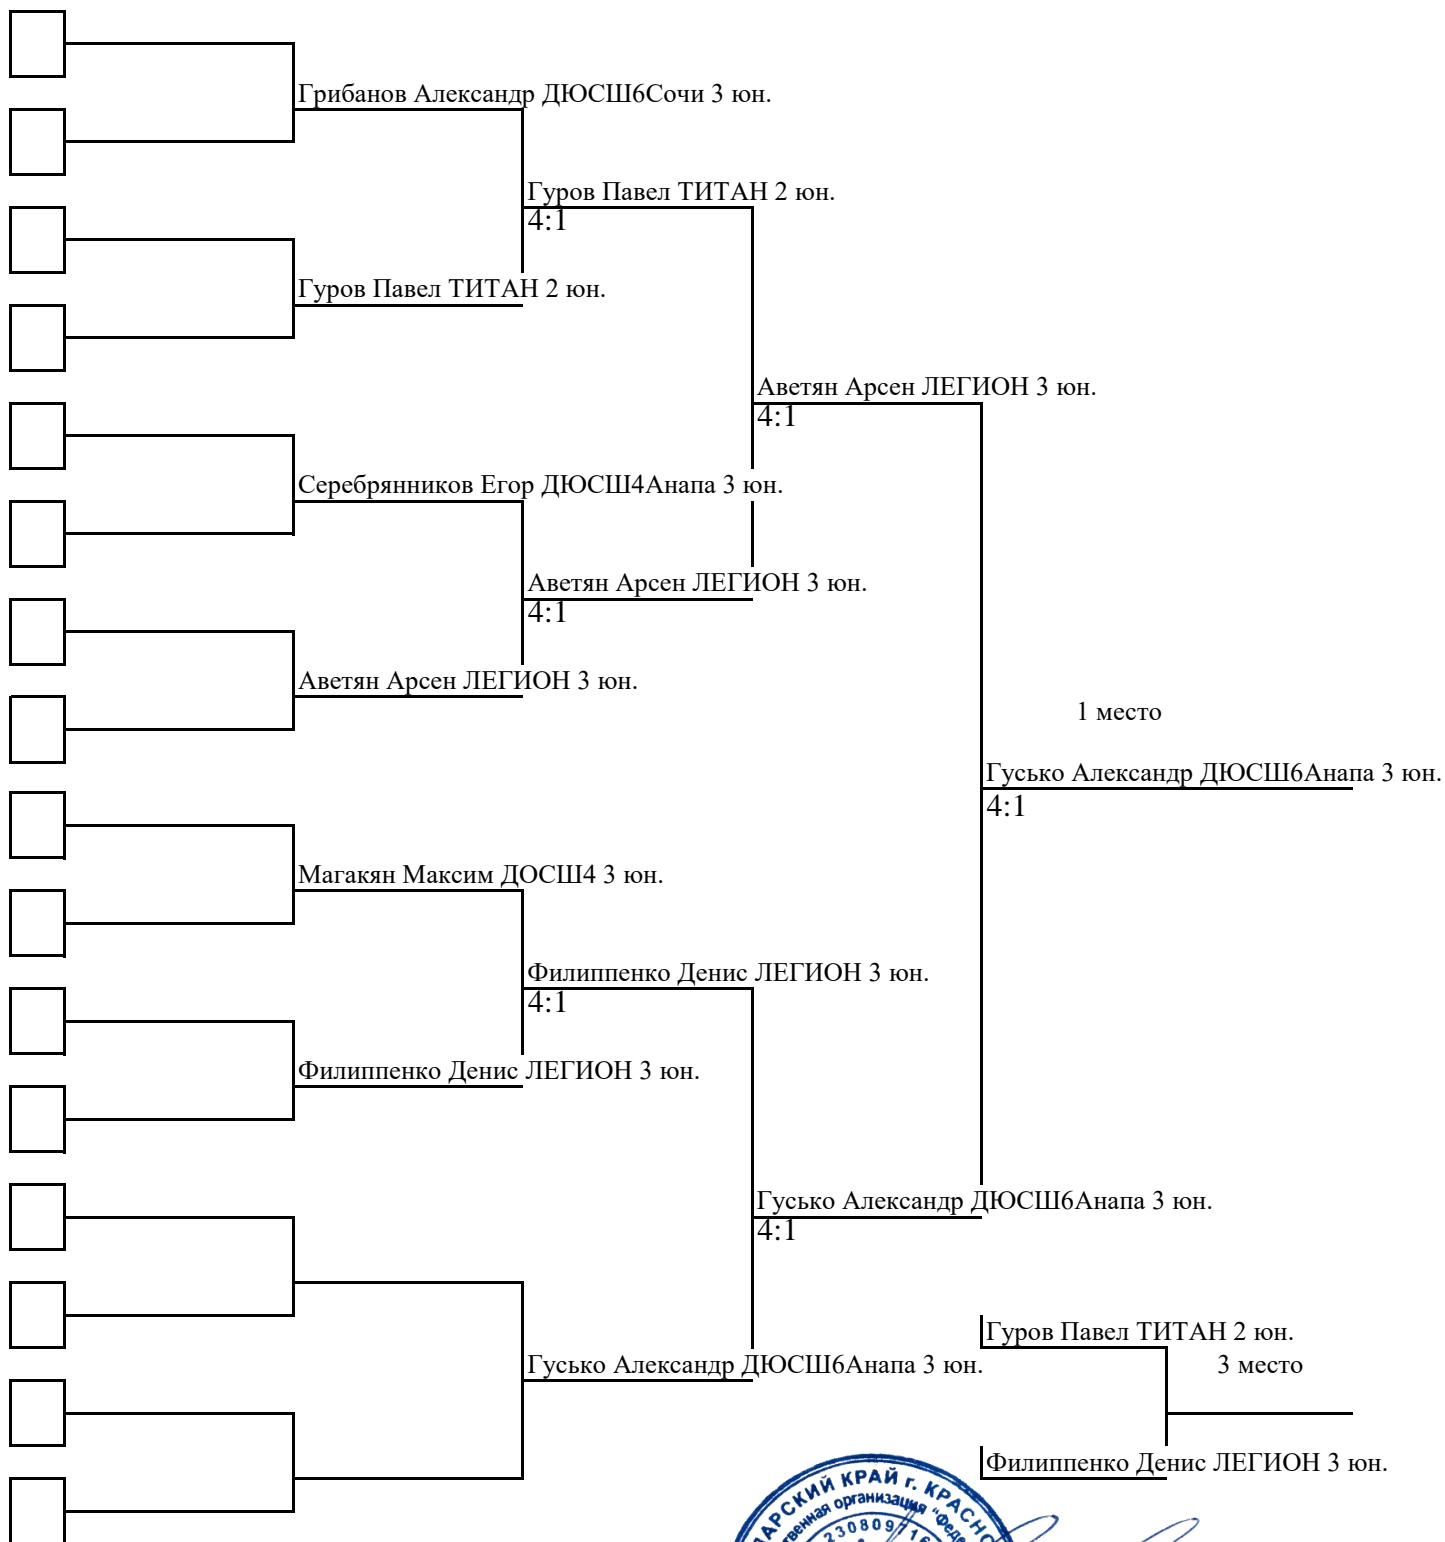 Грибанов Александр ДЮСШ6Сочи 3 юн.
Гуров Павел ТИТАН 2 юн.
4:1
Гуров Павел ТИТАН 2 юн.
Аветян Арсен ЛЕГИОН 3 юн.
4:1
Серебрянников Егор ДЮСШ4Анапа 3 юн.
Аветян Арсен ЛЕГИОН 3 юн.
4:1
Аветян Арсен ЛЕГИОН 3 юн.
1 место
Гусько Александр ДЮСШ6Анапа 3 юн.
4:1
Магакян Максим ДОСШ4 3 юн.
Филиппенко Денис ЛЕГИОН 3 юн.
4:1
Филиппенко Денис ЛЕГИОН 3 юн.
Гусько Александр ДЮСШ6Анапа 3 юн.
4:1
Гуров Павел ТИТАН 2 юн.
Гусько Александр ДЮСШ6Анапа 3 юн.
3 место
Филиппенко Денис ЛЕГИОН 3 юн.
КРАЙ г.
организация